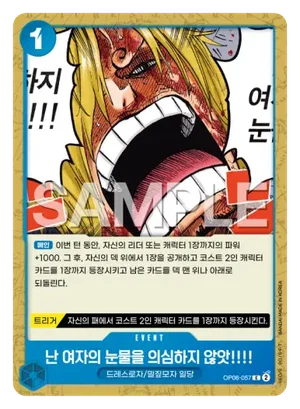 1
하지
!!!
여자
눈
SAMPLE
메인 이번 턴 동안, 자신의 리더 또는 캐릭터 1장까지의 파워
+1000. 그 후, 자신의 덱 위에서 1장을 공개하고 코스트 2인 캐릭터
카드를 1장까지 등장시키고 남은 카드를 덱 맨 위나 아래로
되돌린다.
트리거 자신의 패에서 코스트 2인 캐릭터 카드를 1장까지 등장시킨다.
EVENT
난 여자의 눈물을 의심하지 않앗!!!!
드레스로자/밀짚모자 일당
OP06-057 C 2